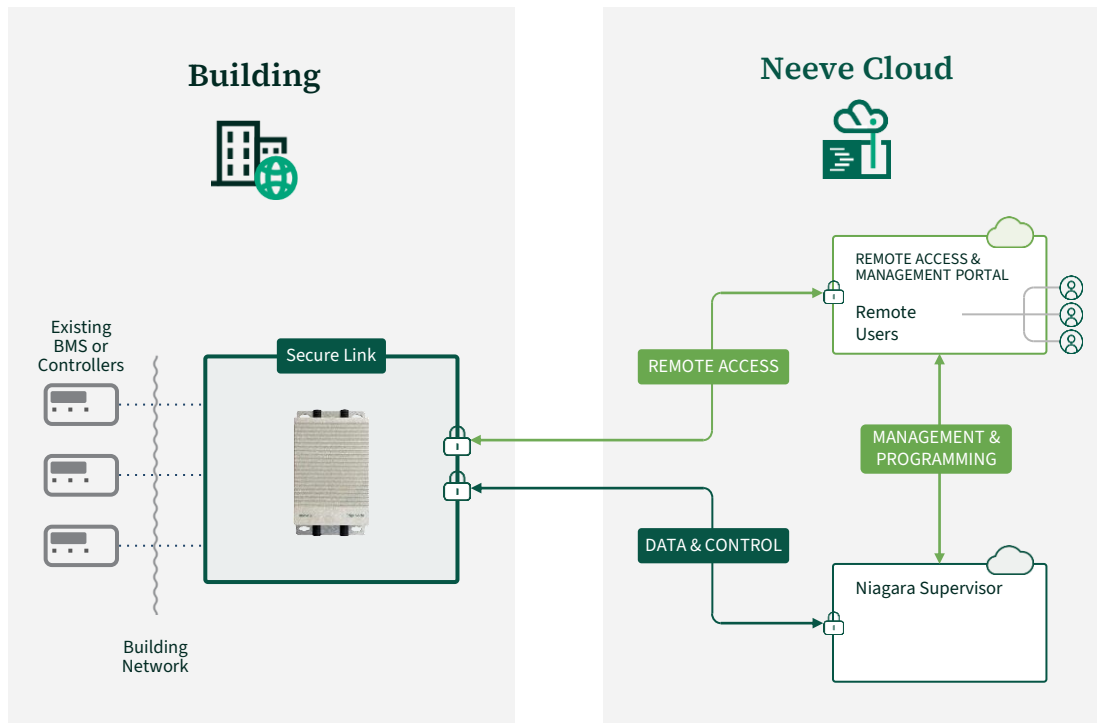 Building
Neeve Cloud
REMOTE ACCESS &
MANAGEMENT PORTAL
Remote
Users
Existing
BMS or
Controllers
Secure Link
REMOTE ACCESS
MANAGEMENT &
PROGRAMMING
DATA & CONTROL
Niagara Supervisor
Building
Network